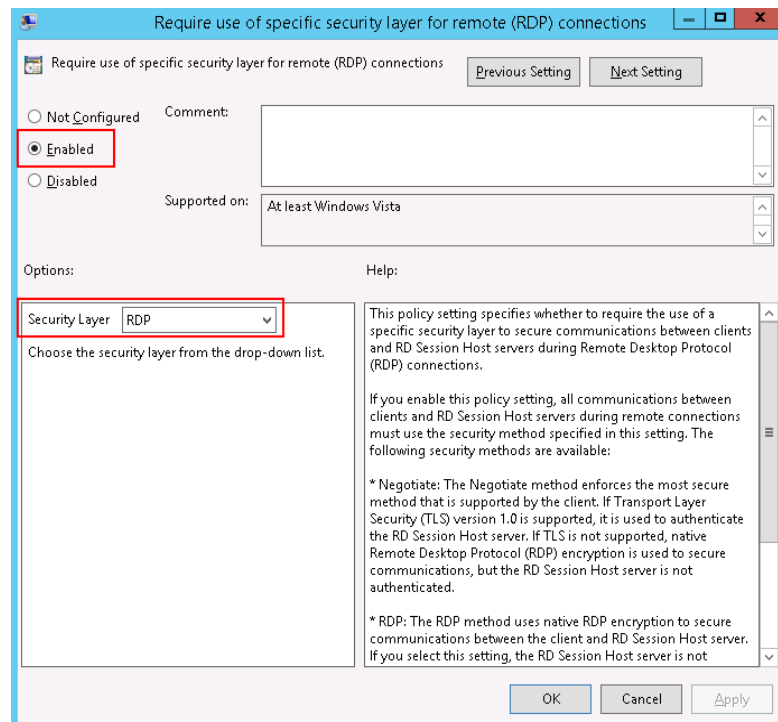 Require use of specific security layer for remote (RDP) connections
Require use of specific security layer for remote (RDP) connections
Previous Setting
Next Setting
Not Configured
Comment:
Enabled
Disabled
Supported on:
At least Windows Vista
Options:
Help:
Security Layer
RDP
Choose the security layer from the drop-down list.
This policy setting specifies whether to require the use of a
specific security layer to secure communications between clients
and RD Session Host servers during Remote Desktop Protocol
(RDP) connections.
If you enable this policy setting, all communications between
clients and RD Session Host servers during remote connections
must use the security method specified in this setting. The
following security methods are available:
* Negotiate: The Negotiate method enforces the most secure
method that is supported by the client. If Transport Layer
Security (TLS) version 1.0 is supported, it is used to authenticate
the RD Session Host server. If TLS is not supported, native
Remote Desktop Protocol (RDP) encryption is used to secure
communications, but the RD Session Host server is not
authenticated.
* RDP: The RDP method uses native RDP encryption to secure
communications between the client and RD Session Host server.
If you select this setting, the RD Session Host server is not
OK
Cancel
Apply